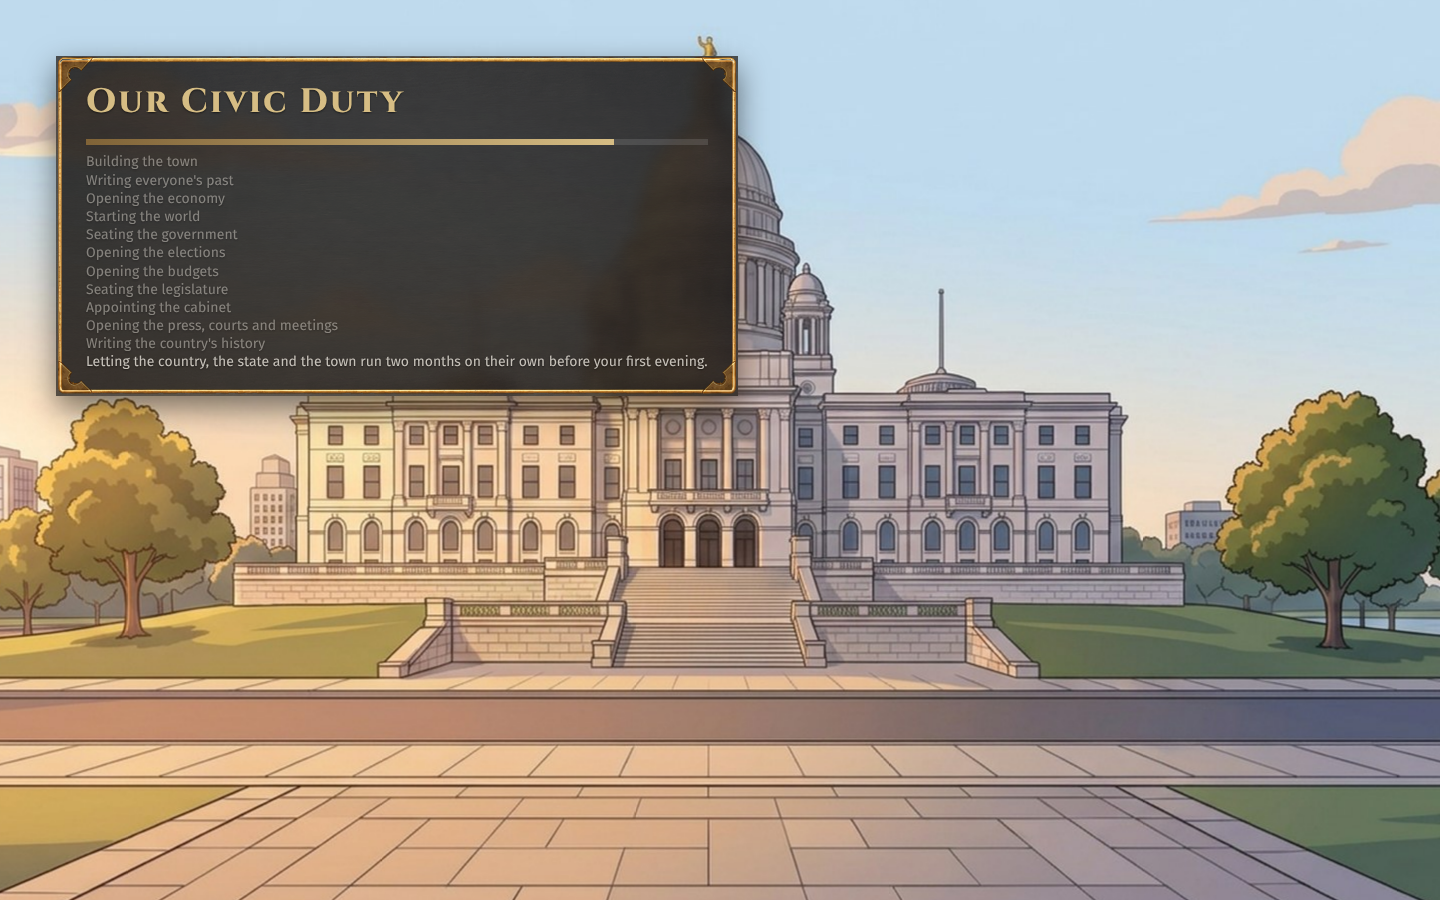 Our Civic Duty
Building the town
Writing everyone's past
Opening the economy
Starting the world
Seating the government
Opening the elections
Opening the budgets
Seating the legislature
Appointing the cabinet
Opening the press, courts and meetings
Writing the country's history
Letting the country, the state and the town run two months on their own before your first evening.